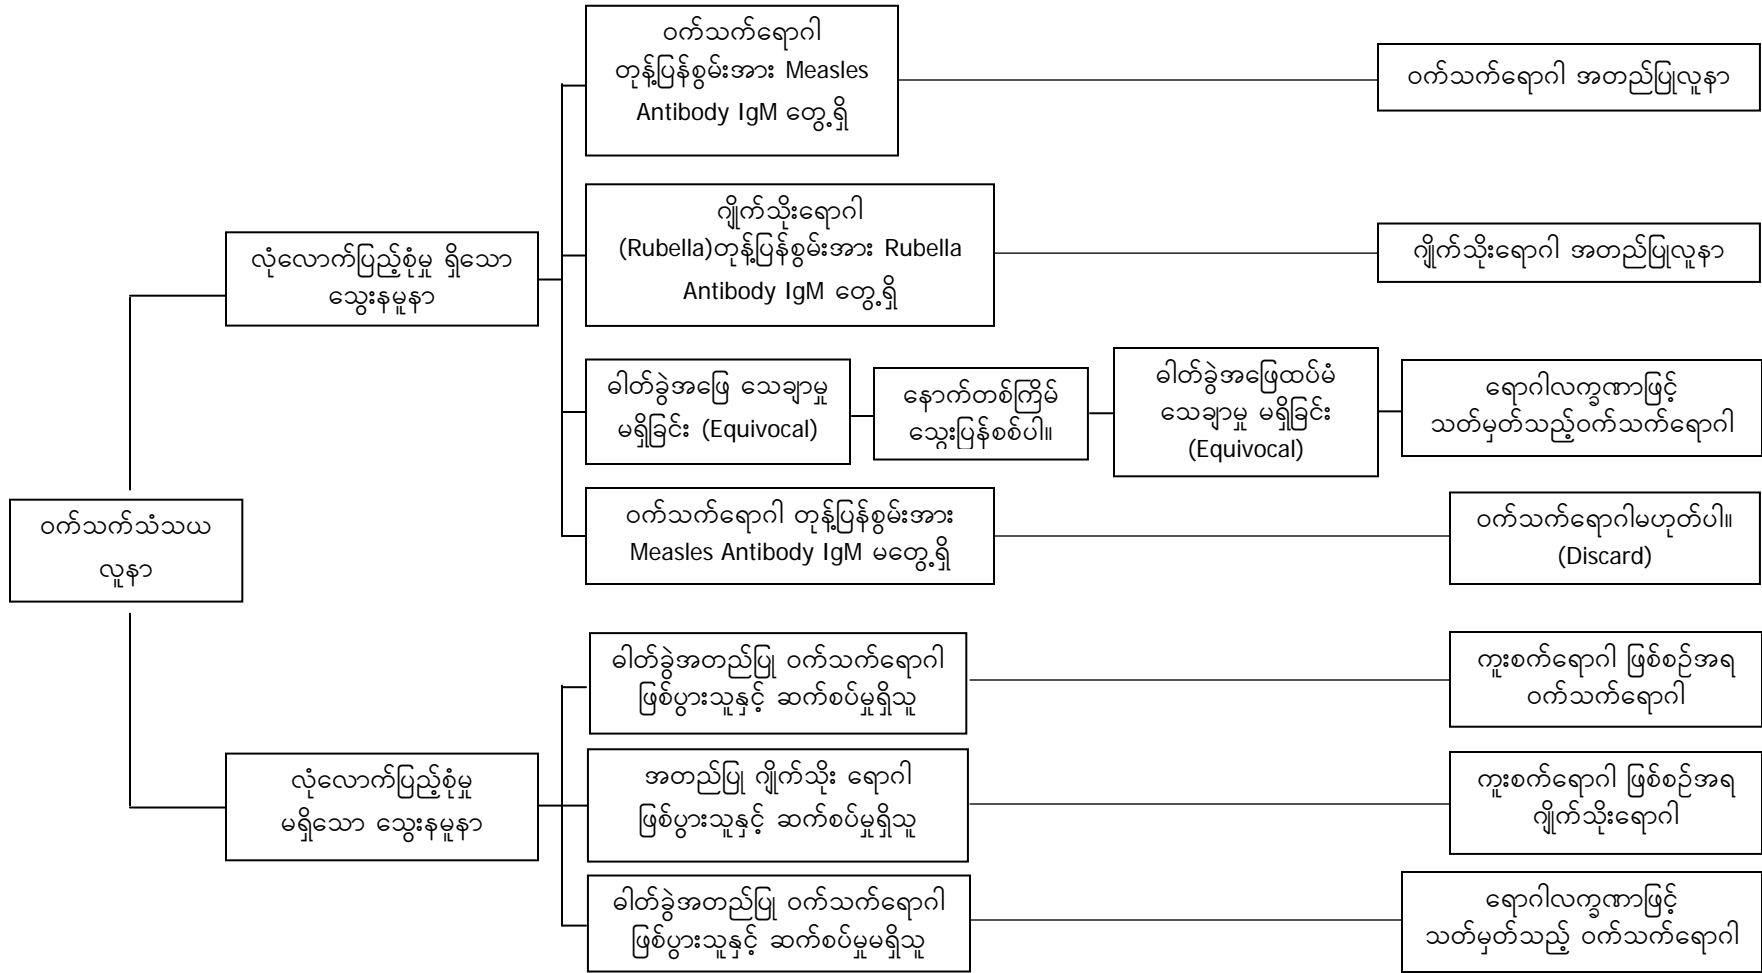 ဝက်သက်သံသယ
လူနာ
လုံလောက်ပြည့်စုံမှု ရှိသော
သွေးနမူနာ
ဝက်သက်ရောဂါ
တုန့်ပြန်စွမ်းအား Measles
Antibody IgM တွေ့ရှိ
ဝက်သက်ရောဂါ အတည်ပြုလူနာ
ဂျိုက်သိုးရောဂါ
(Rubella)တုန့်ပြန်စွမ်းအား Rubella
Antibody IgM တွေ့ရှိ
ဂျိုက်သိုးရောဂါ အတည်ပြုလူနာ
ဓါတ်ခွဲအဖြေ သေချာမှု
မရှိခြင်း (Equivocal)
နောက်တစ်ကြိမ်
သွေးပြန်စစ်ပါ။
ဓါတ်ခွဲအဖြေထပ်မံ
သေချာမှု မရှိခြင်း
(Equivocal)
ရောဂါလက္ခဏာဖြင့်
သတ်မှတ်သည့်ဝက်သက်ရောဂါ
ဝက်သက်ရောဂါ တုန့်ပြန်စွမ်းအား
Measles Antibody IgM မတွေ့ရှိ
ဝက်သက်ရောဂါမဟုတ်ပါ။
(Discard)
လုံလောက်ပြည့်စုံမှု
မရှိသော သွေးနမူနာ
ဓါတ်ခွဲအတည်ပြု ဝက်သက်ရောဂါ
ဖြစ်ပွားသူနှင့် ဆက်စပ်မှုရှိသူ
ကူးစက်ရောဂါ ဖြစ်စဉ်အရ
ဝက်သက်ရောဂါ
အတည်ပြု ဂျိုက်သိုး ရောဂါ
ဖြစ်ပွားသူနှင့် ဆက်စပ်မှုရှိသူ
ကူးစက်ရောဂါ ဖြစ်စဉ်အရ
ဂျိုက်သိုးရောဂါ
ဓါတ်ခွဲအတည်ပြု ဝက်သက်ရောဂါ
ဖြစ်ပွားသူနှင့် ဆက်စပ်မှုမရှိသူ
ရောဂါလက္ခဏာဖြင့်
သတ်မှတ်သည့် ဝက်သက်ရောဂါ